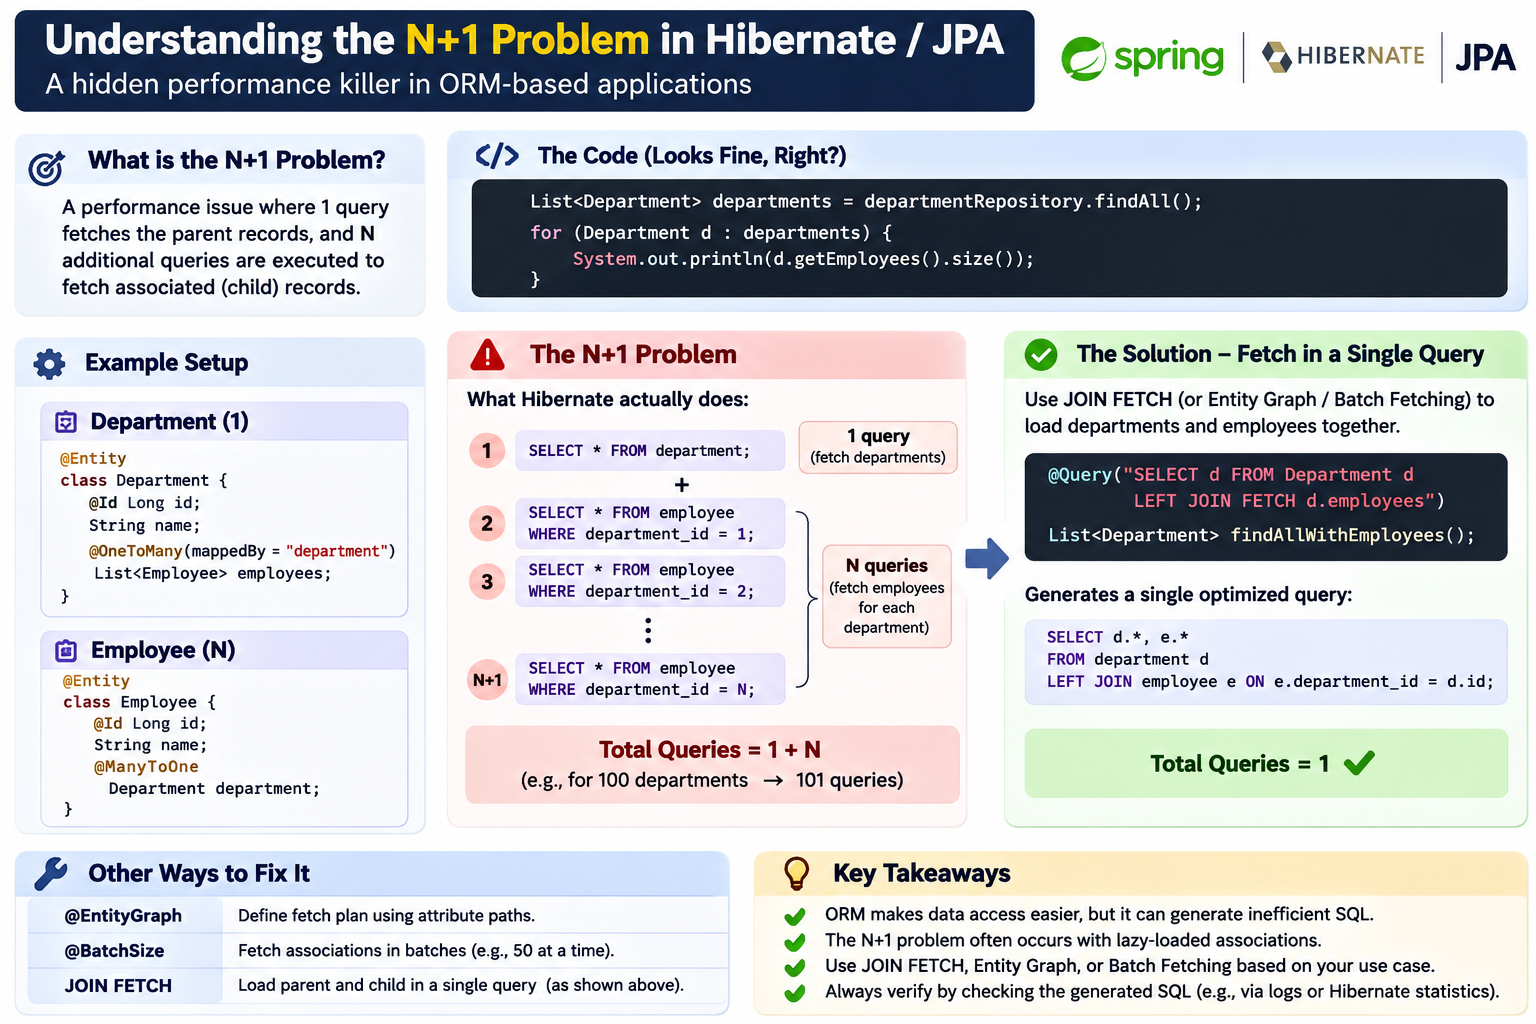 Understanding the N+1 Problem in Hibernate / JPA
A hidden performance killer in ORM-based applications
spring
HIBERNATE
JPA
What is the N+1 Problem?
A performance issue where 1 query
fetches the parent records, and N
additional queries are executed to
fetch associated (child) records.
</> The Code (Looks Fine, Right?)
List<Department> departments = departmentRepository.findAll();
for (Department d : departments) {
System.out.println(d.getEmployees().size());
}
Example Setup
Department (1)
@Entity
class Department {
@Id Long id;
String name;
@OneToMany(mappedBy = "department")
List<Employee> employees;
}
Employee (N)
@Entity
class Employee {
@Id Long id;
String name;
@ManyToOne
Department department;
}
The N+1 Problem
What Hibernate actually does:
1
SELECT * FROM department;
1 query
(fetch departments)
+
2
SELECT * FROM employee
WHERE department_id = 1;
3
SELECT * FROM employee
WHERE department_id = 2;
⋮
N+1
SELECT * FROM employee
WHERE department_id = N;
N queries
(fetch employees
for each
department)
Total Queries = 1 + N
(e.g., for 100 departments → 101 queries)
The Solution – Fetch in a Single Query
Use JOIN FETCH (or Entity Graph / Batch Fetching) to
load departments and employees together.
@Query("SELECT d FROM Department d
LEFT JOIN FETCH d.employees")
List<Department> findAllWithEmployees();
Generates a single optimized query:
SELECT d.*, e.*
FROM department d
LEFT JOIN employee e ON e.department_id = d.id;
Total Queries = 1
Other Ways to Fix It
@EntityGraph Define fetch plan using attribute paths.
@BatchSize Fetch associations in batches (e.g., 50 at a time).
JOIN FETCH Load parent and child in a single query (as shown above).
Key Takeaways
ORM makes data access easier, but it can generate inefficient SQL.
The N+1 problem often occurs with lazy-loaded associations.
Use JOIN FETCH, Entity Graph, or Batch Fetching based on your use case.
Always verify by checking the generated SQL (e.g., via logs or Hibernate statistics).